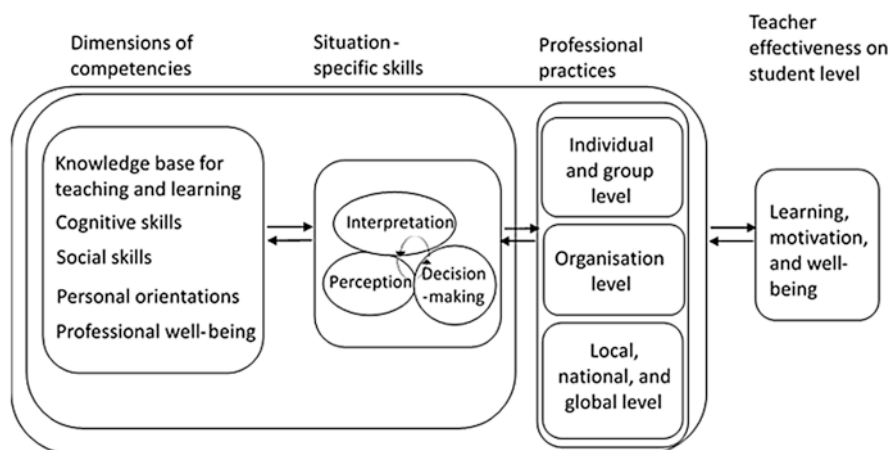 Dimensions of
competencies
Situation-
specific skills
Professional
practices
Teacher
effectiveness on
student level
Knowledge base for
teaching and learning
Cognitive skills
Social skills
Personal orientations
Professional well-being
Interpretation
Perception
Decision
-making
Individual
and group
level
Organisation
level
Local,
national, and
global level
Learning,
motivation,
and well-
being